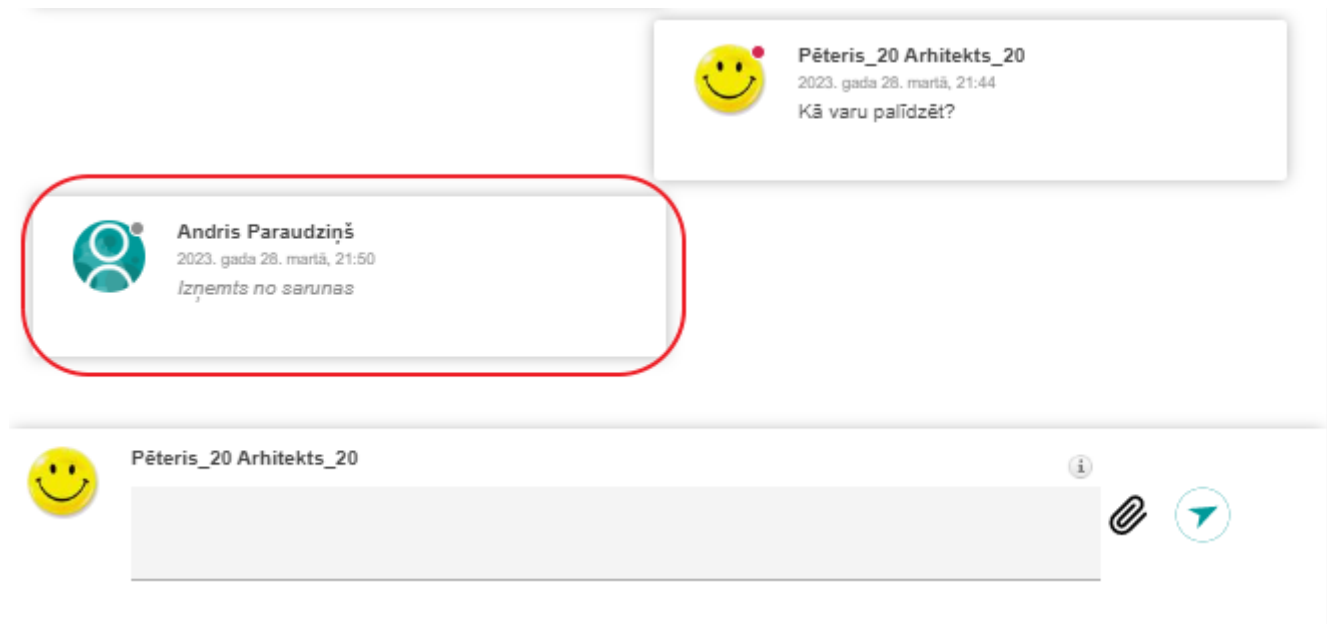 Pēteris_20 Arhitekts_20
2023. gada 28. martā, 21:44
Kā varu palīdzēt?
Andris Paraudziņš
2023. gada 28. martā, 21:50
Izņemts no sarunas
Pēteris_20 Arhitekts_20
i